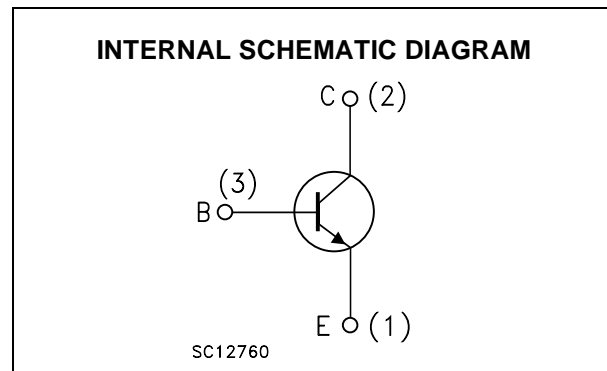 INTERNAL SCHEMATIC DIAGRAM
C (2)
(3)
B
E (1)
SC12760